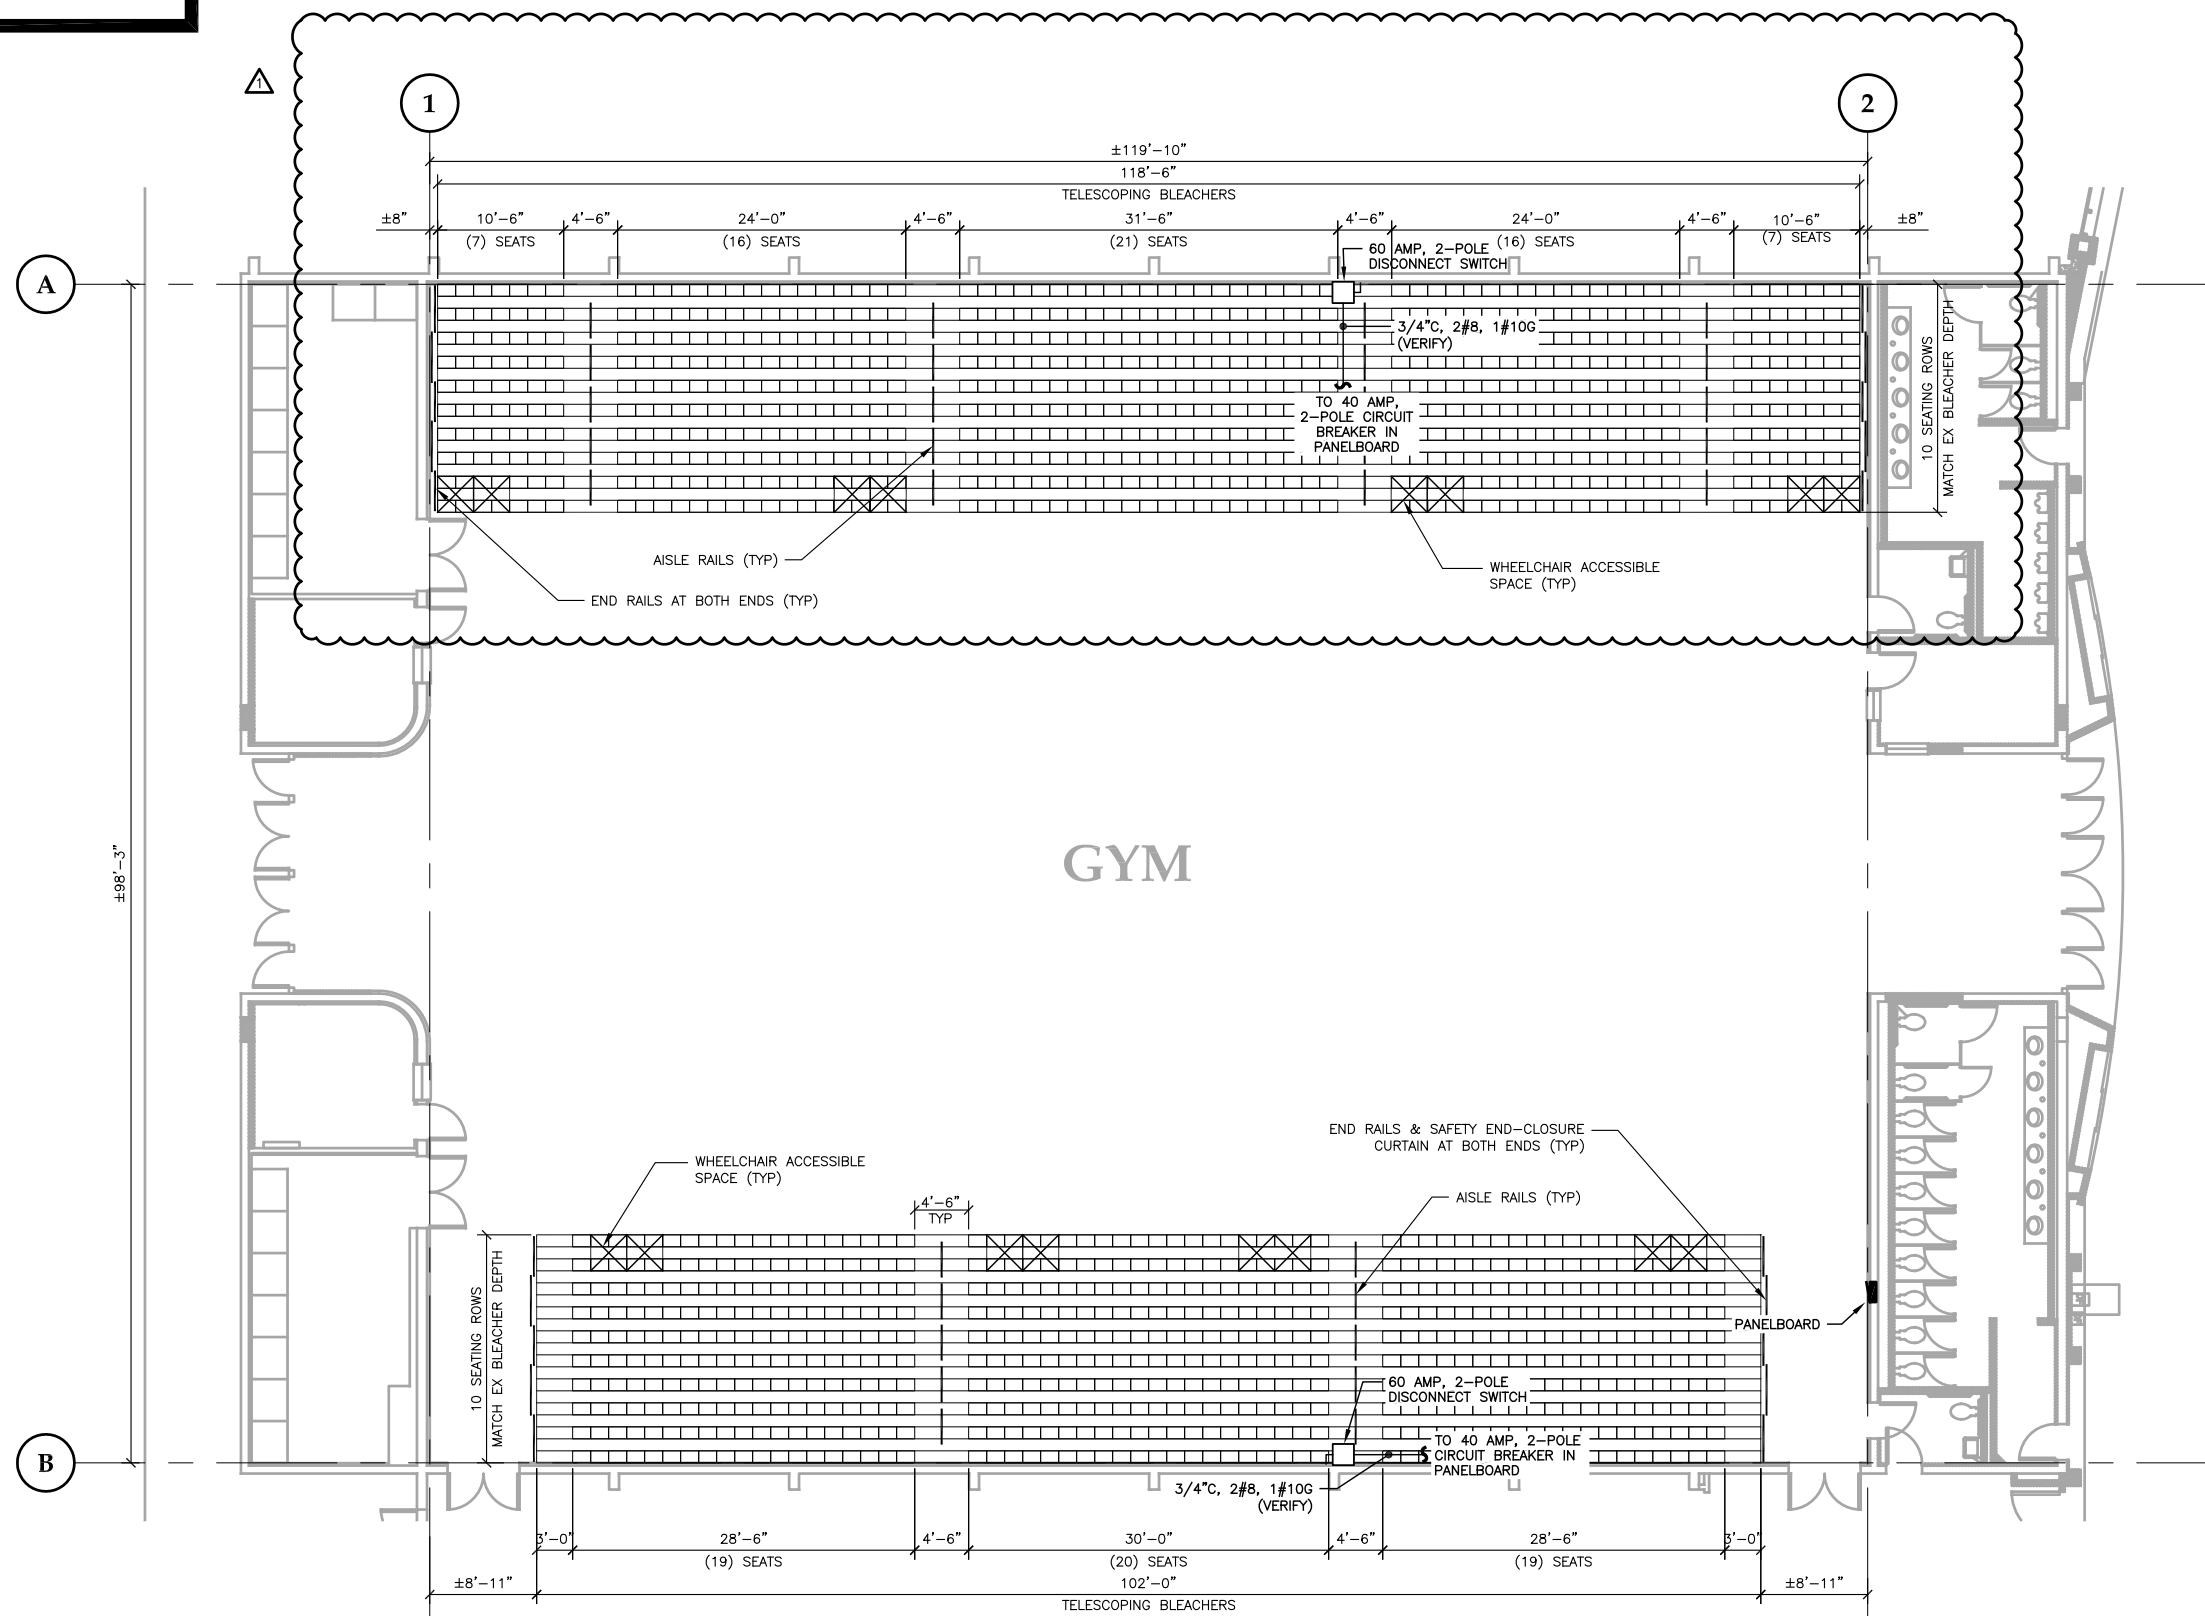 1
1
2
±119'-10"
118'-6"
TELESCOPING BLEACHERS
±8"
10'-6"
(7) SEATS
4'-6"
24'-0"
(16) SEATS
4'-6"
31'-6"
(21) SEATS
4'-6"
24'-0"
(16) SEATS
4'-6"
10'-6"
(7) SEATS
±8"
60 AMP, 2-POLE
DISCONNECT SWITCH
A
3/4"C, 2#8, 1#10G
(VERIFY)
TO 40 AMP,
2-POLE CIRCUIT
BREAKER IN
PANELBOARD
10 SEATING ROWS
MATCH EX BLEACHER DEPTH
AISLE RAILS (TYP)
END RAILS AT BOTH ENDS (TYP)
WHEELCHAIR ACCESSIBLE
SPACE (TYP)
±98'-3"
GYM
END RAILS & SAFETY END-CLOSURE
CURTAIN AT BOTH ENDS (TYP)
WHEELCHAIR ACCESSIBLE
SPACE (TYP)
4'-6"
TYP
AISLE RAILS (TYP)
10 SEATING ROWS
MATCH EX BLEACHER DEPTH
PANELBOARD
60 AMP, 2-POLE
DISCONNECT SWITCH
B
TO 40 AMP, 2-POLE
CIRCUIT BREAKER IN
PANELBOARD
3/4"C, 2#8, 1#10G
(VERIFY)
3'-0"
28'-6"
(19) SEATS
4'-6"
30'-0"
(20) SEATS
4'-6"
28'-6"
(19) SEATS
3'-0"
±8'-11"
102'-0"
TELESCOPING BLEACHERS
±8'-11"